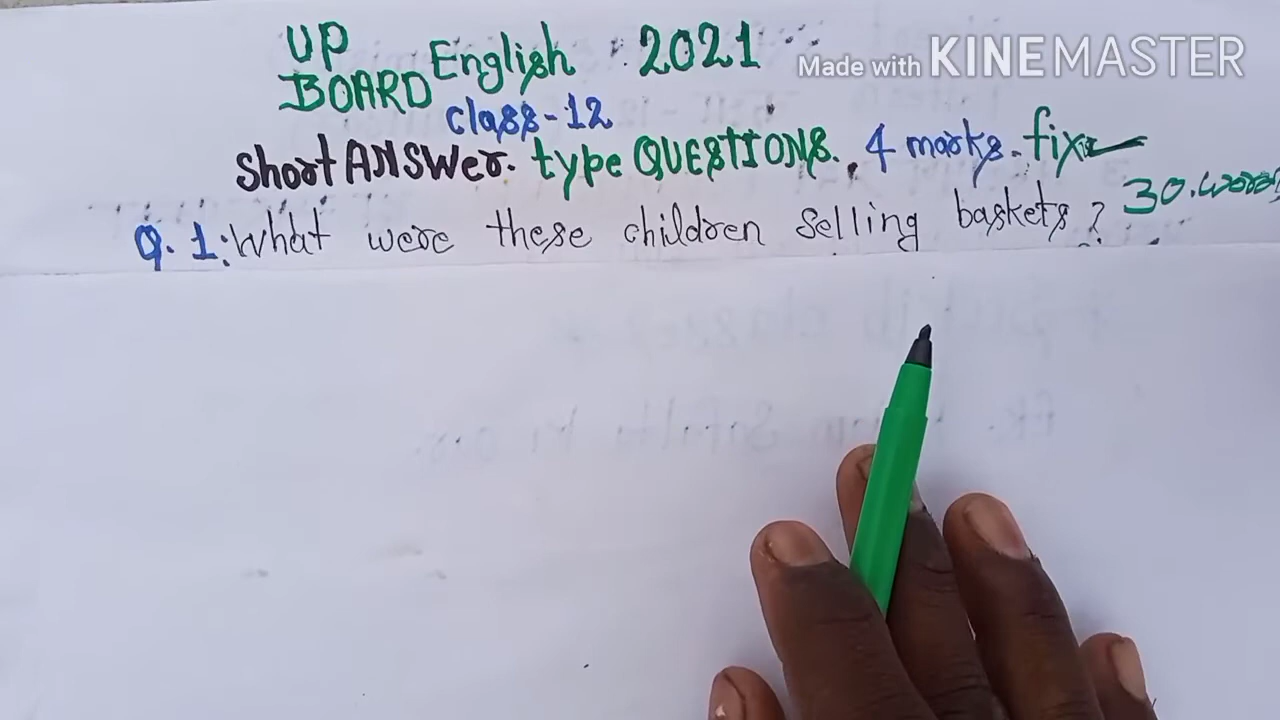 UP BOARD English 2021
Made with KINEMASTER
class-12
short ANSWer. type QUESTIONS. 4 marks. fix
30. words
Q. 1: What were these children selling baskets?